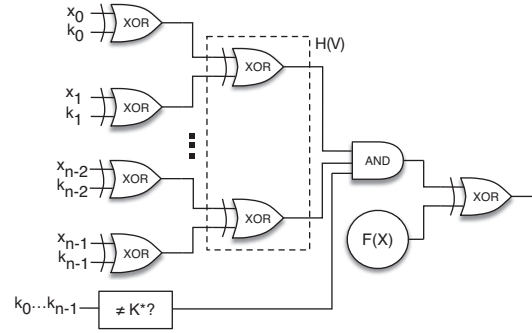 x0
k0
XOR
H(V)
XOR
x1
k1
XOR
AND
xn-2
kn-2
XOR
XOR
XOR
F(X)
xn-1
kn-1
XOR
k0...kn-1
≠ K*?